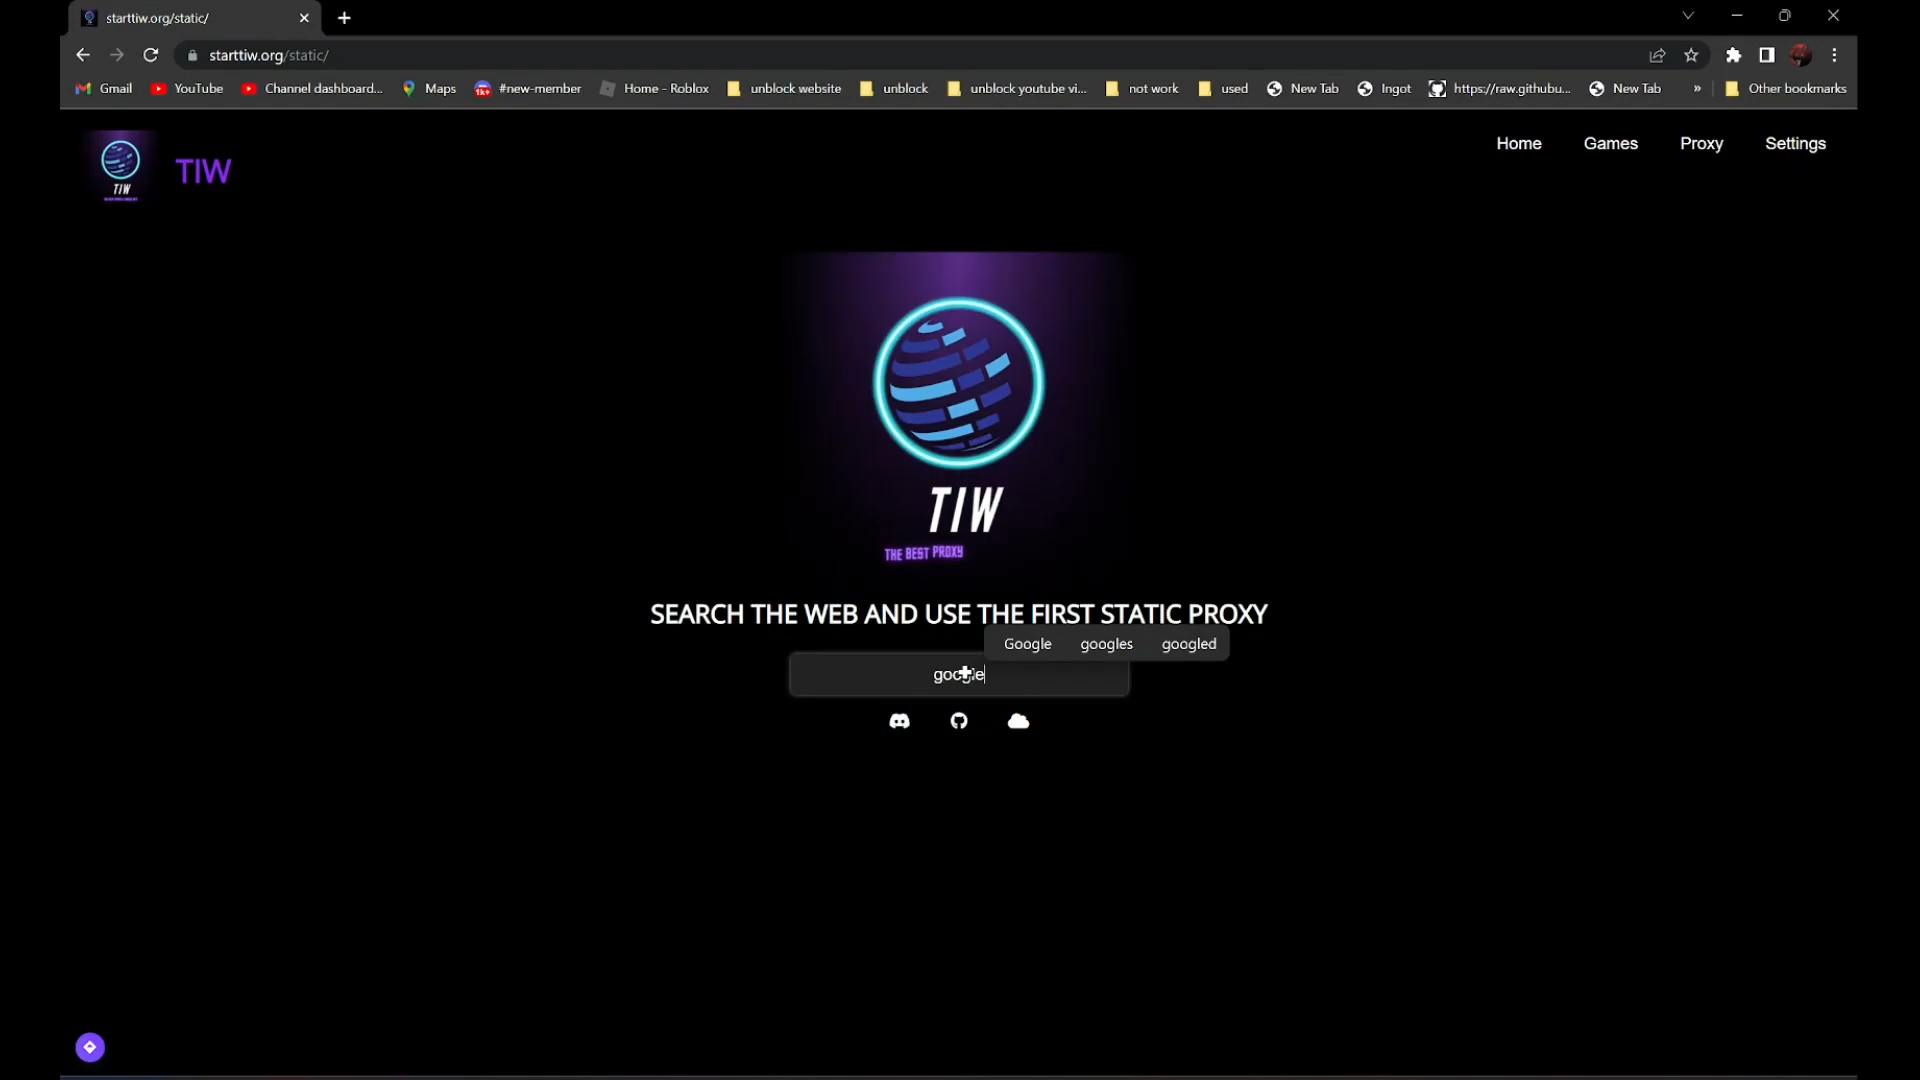 starttiw.org/static/
starttiw.org/static/
Gmail YouTube Channel dashboard... Maps #new-member Home - Roblox unblock website unblock unblock youtube vi... not work used New Tab Ingot https://raw.githubu... New Tab » Other bookmarks
TIW
TIW
Home Games Proxy Settings
TIW
THE BEST PROXY
SEARCH THE WEB AND USE THE FIRST STATIC PROXY
Google googles googled
google